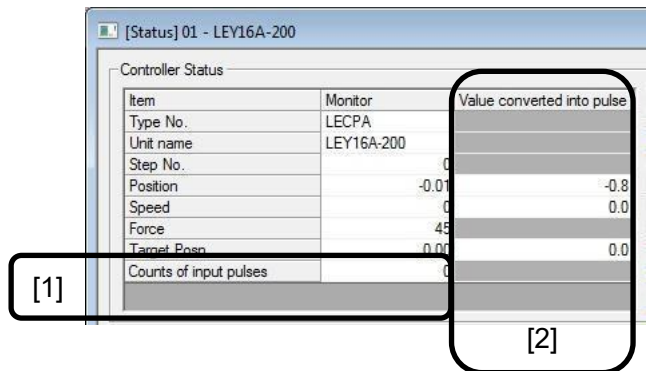 [Status] 01 - LEY16A-200
Controller Status
Item Monitor Value converted into pulse
Type No. LECPA
Unit name LEY16A-200
Step No. 0
Position -0.01 -0.8
Speed 0 0.0
Force 45
Target Posn 0.00 0.0
Counts of input pulses 0
[1]
[2]